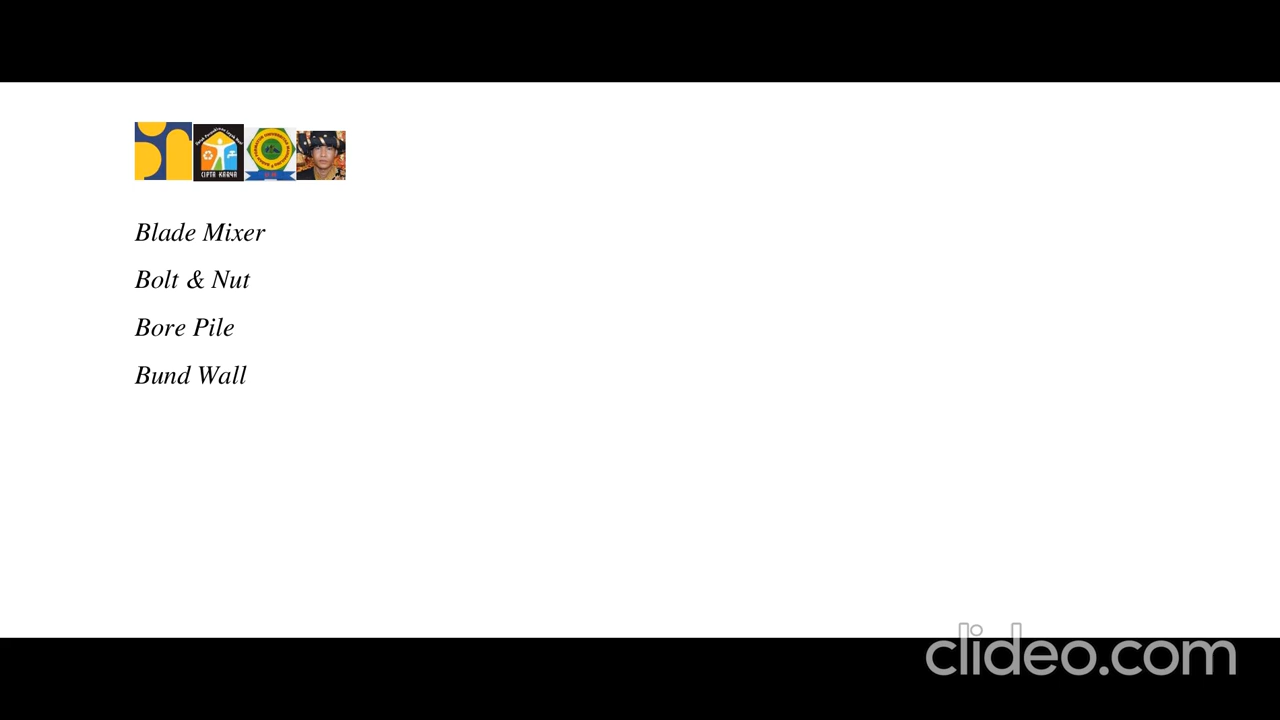 CIPTA KARYA
Blade Mixer
Bolt & Nut
Bore Pile
Bund Wall
clideo.com